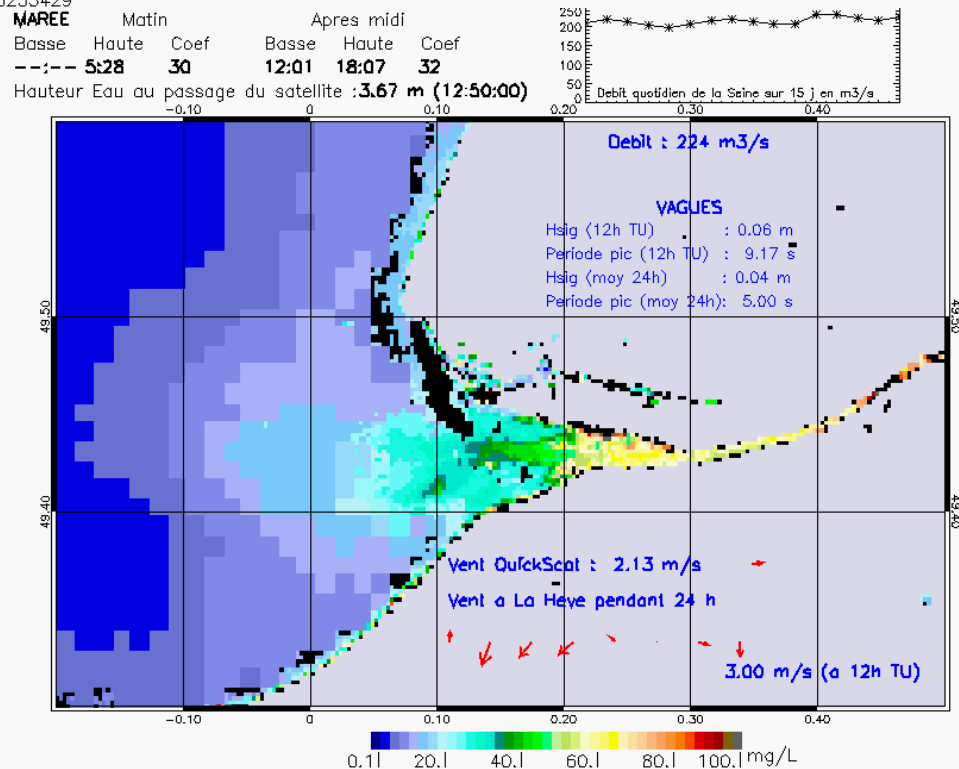 MAREE Matin Apres midi
Basse Haute Coef Basse Haute Coef
--:-- 5:28 30 12:01 18:07 32
Hauteur Eau au passage du satellite : 3.67 m (12:50:00)
250
200
150
100
50
0
Debit quotidien de la Seine sur 15 j en m3/s
-0.10 0 0.10 0.20 0.30 0.40
Debit : 224 m3/s
VAGUES
Hsig (12h TU) : 0.06 m
Periode pic (12h TU) : 9.17 s
Hsig (moy 24h) : 0.04 m
Periode pic (moy 24h): 5.00 s
49.50 49.50
49.40 49.40
Vent QuickScat : 2.13 m/s
Vent a La Heve pendant 24 h
3.00 m/s (a 12h TU)
-0.10 0 0.10 0.20 0.30 0.40
0.1 20. 40. 60. 80. 100. mg/L